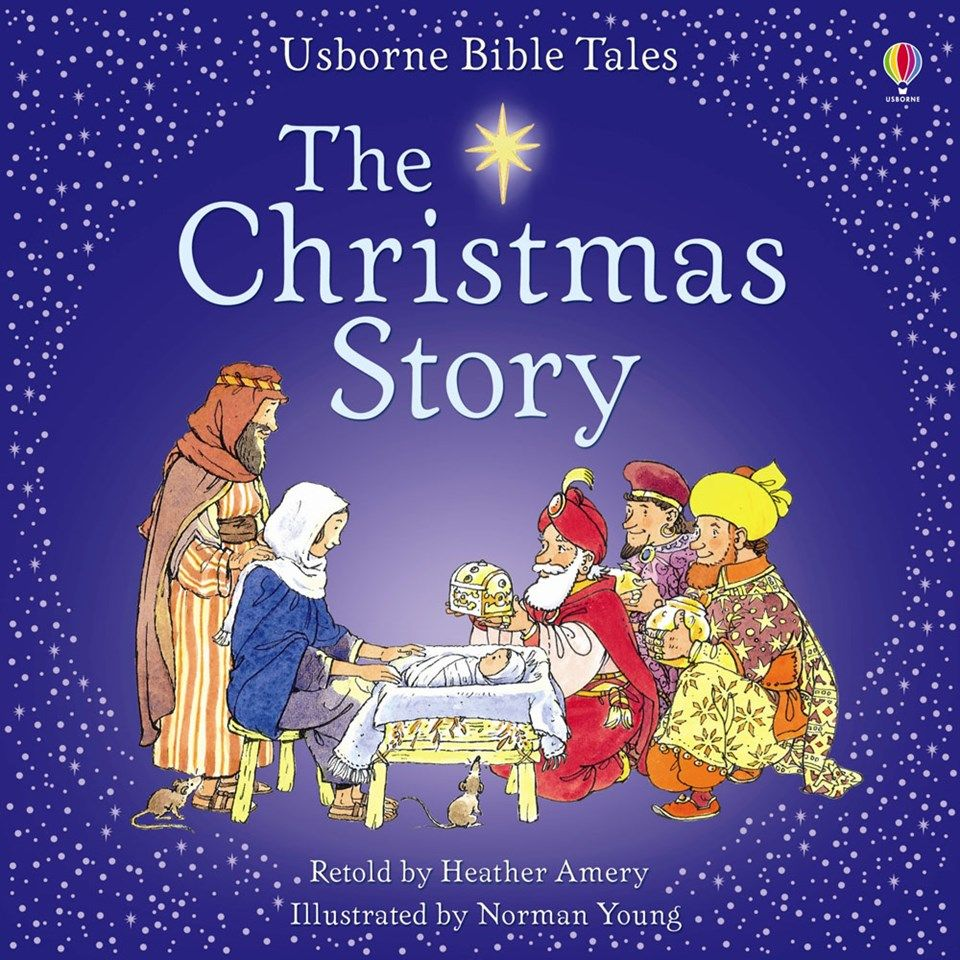 Usborne Bible Tales
USBORNE
The
Christmas
Story
Retold by Heather Amery
Illustrated by Norman Young